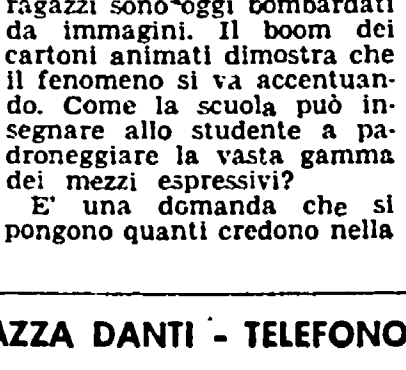 ragazzi sono oggi bombardati
da immagini. Il boom dei
cartoni animati dimostra che
il fenomeno si va accentuan-
do. Come la scuola può in-
segnare allo studente a pa-
droneggiare la vasta gamma
dei mezzi espressivi?
E' una domanda che si
pongono quanti credono nella
AZZA DANTI - TELEFONO